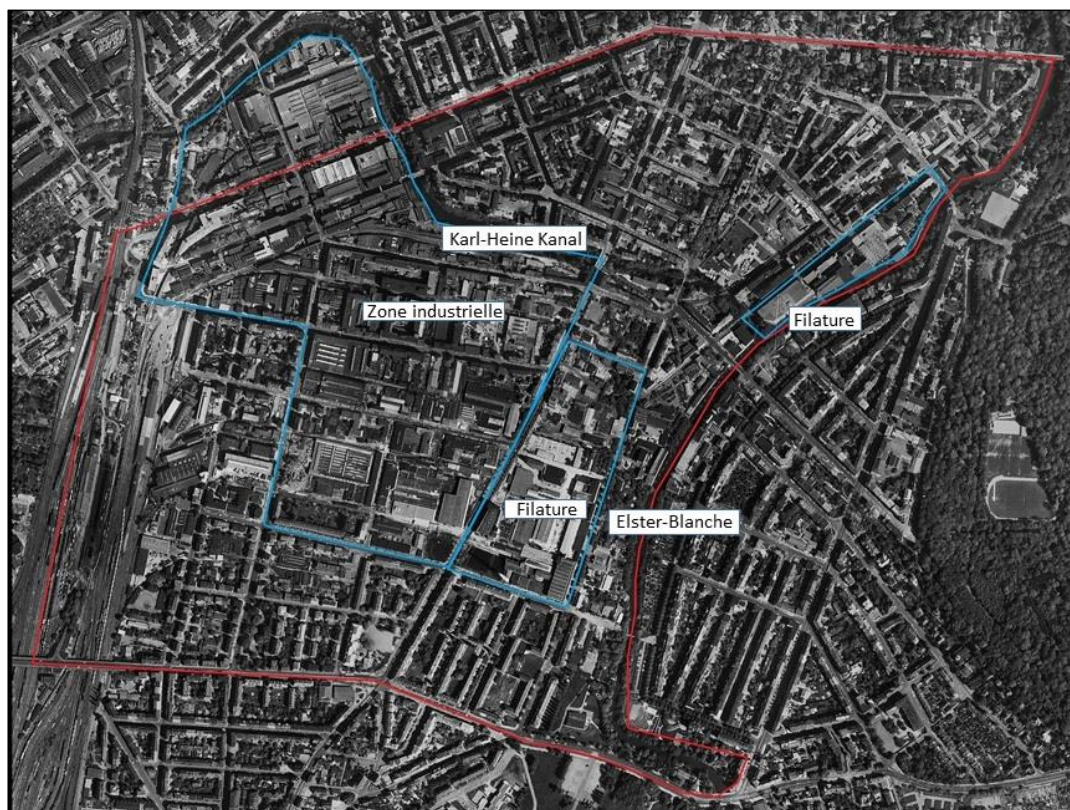 Karl-Heine Kanal
Zone industrielle
Filature
Filature
Elster-Blanche